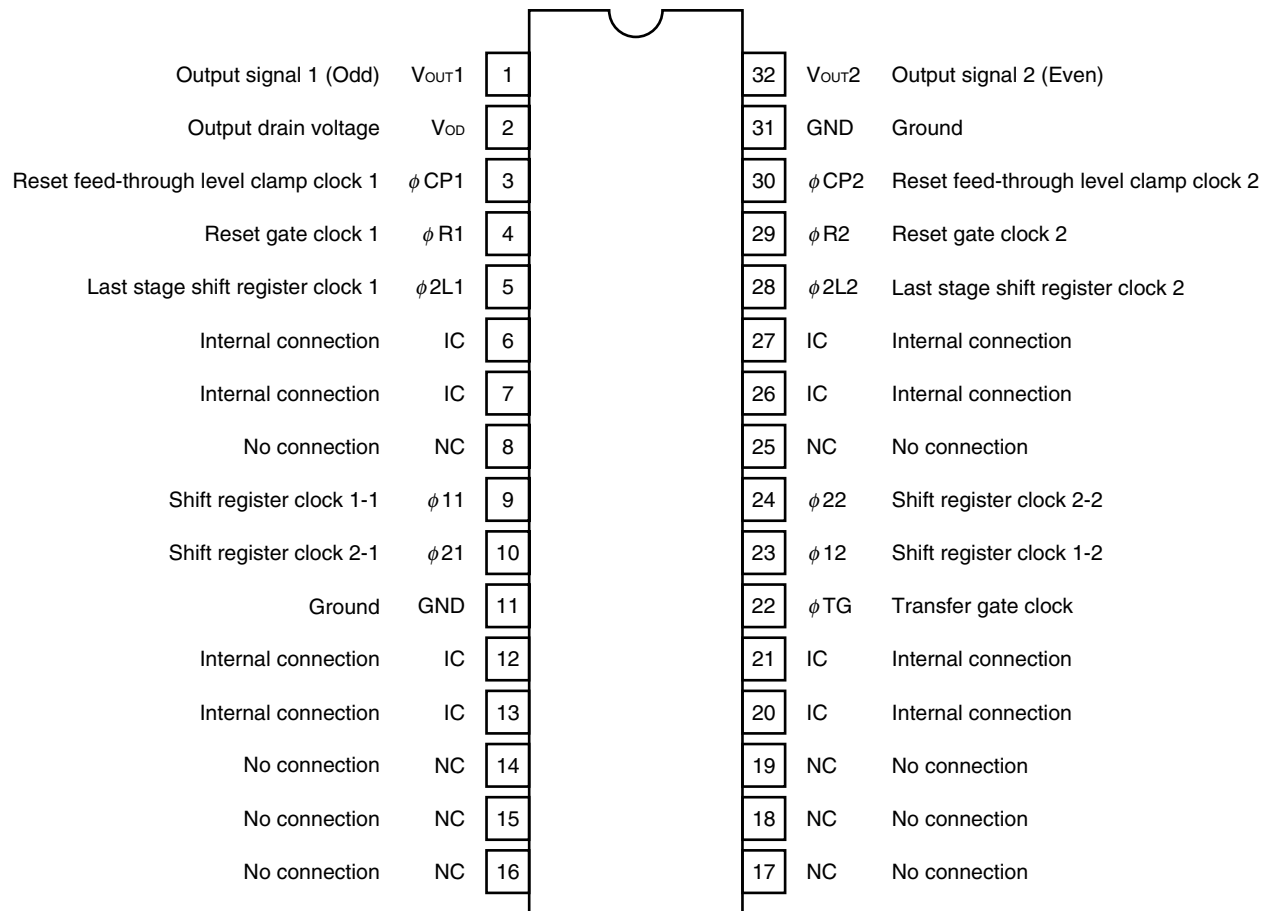 Output signal 1 (Odd) VOUT1 1 32 VOUT2 Output signal 2 (Even)
Output drain voltage VOD 2 31 GND Ground
Reset feed-through level clamp clock 1 φCP1 3 30 φCP2 Reset feed-through level clamp clock 2
Reset gate clock 1 φR1 4 29 φR2 Reset gate clock 2
Last stage shift register clock 1 φ2L1 5 28 φ2L2 Last stage shift register clock 2
Internal connection IC 6 27 IC Internal connection
Internal connection IC 7 26 IC Internal connection
No connection NC 8 25 NC No connection
Shift register clock 1-1 φ11 9 24 φ22 Shift register clock 2-2
Shift register clock 2-1 φ21 10 23 φ12 Shift register clock 1-2
Ground GND 11 22 φTG Transfer gate clock
Internal connection IC 12 21 IC Internal connection
Internal connection IC 13 20 IC Internal connection
No connection NC 14 19 NC No connection
No connection NC 15 18 NC No connection
No connection NC 16 17 NC No connection